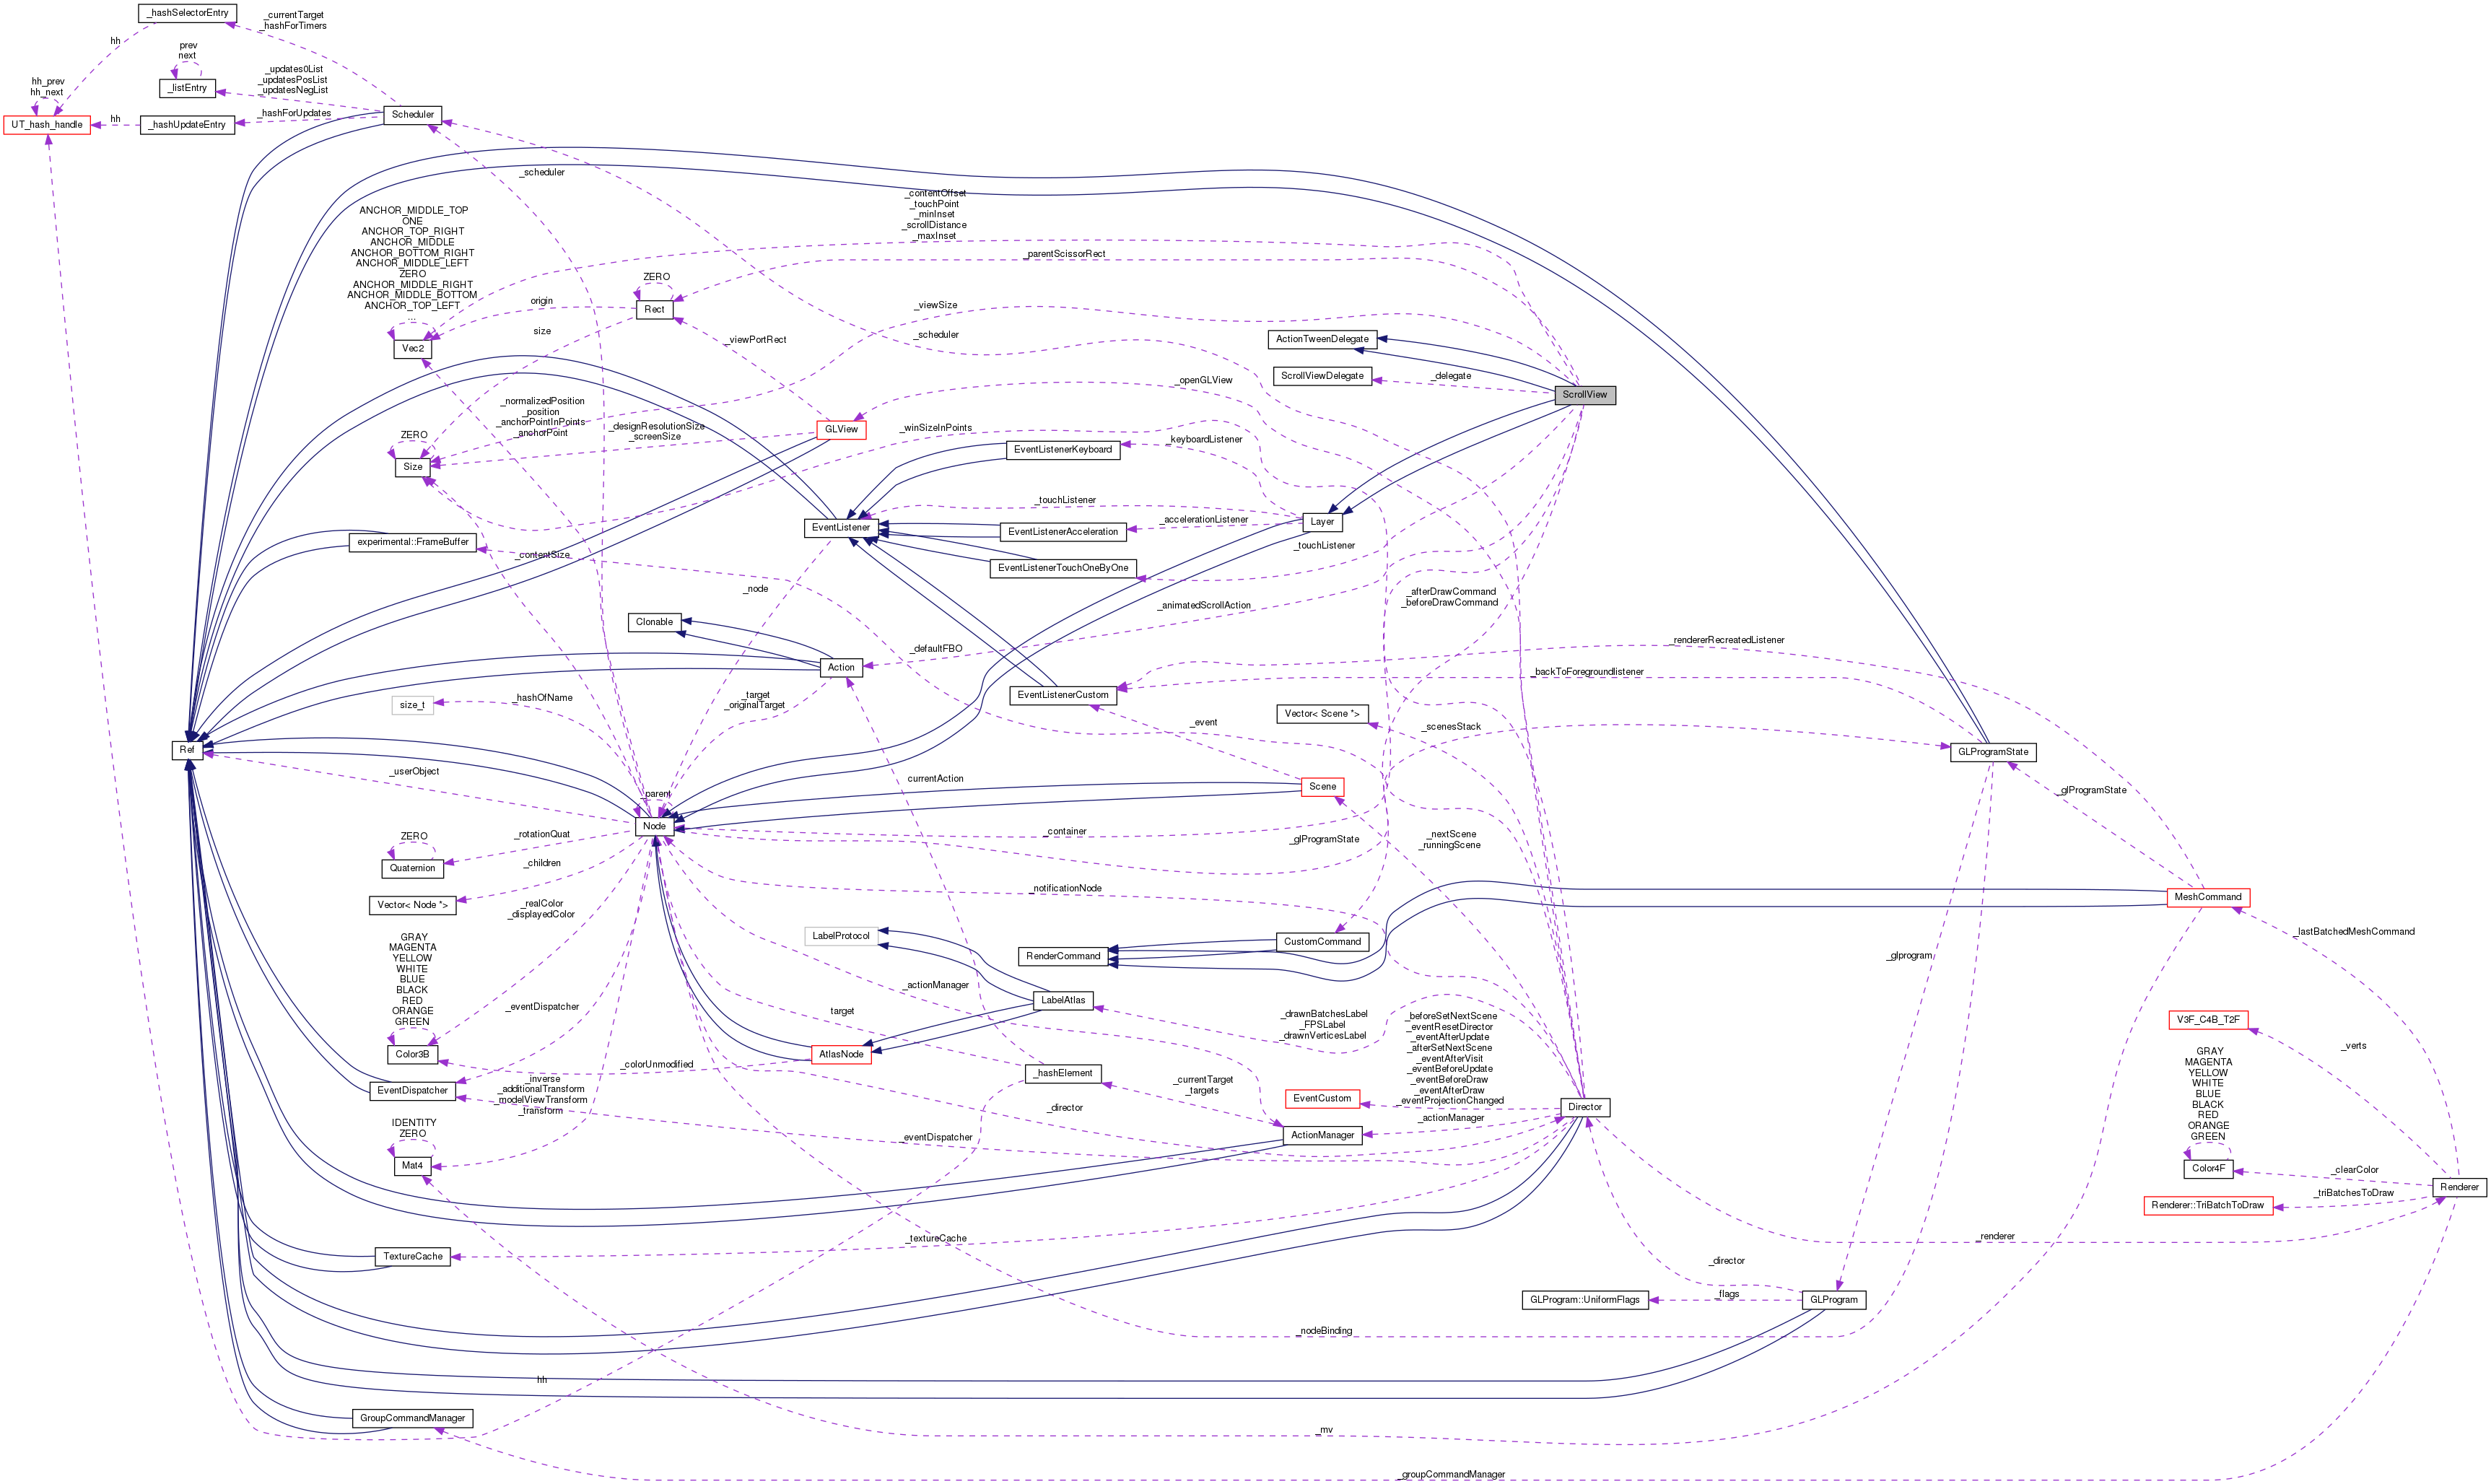 _hashSelectorEntry
_currentTarget
_hashForTimers
hh
prev
next
_listEntry
_updates0List
_updatesPosList
_updatesNegList
hh_prev
hh_next
UT_hash_handle
hh
_hashUpdateEntry
_hashForUpdates
Scheduler
_scheduler
_contentOffset
_touchPoint
_minInset
_scrollDistance
_maxInset
ANCHOR_MIDDLE_TOP
ONE
ANCHOR_TOP_RIGHT
ANCHOR_MIDDLE
ANCHOR_BOTTOM_RIGHT
ANCHOR_MIDDLE_LEFT
ZERO
ANCHOR_MIDDLE_RIGHT
ANCHOR_MIDDLE_BOTTOM
ANCHOR_TOP_LEFT
...
_parentScissorRect
ZERO
Rect
origin
size
_viewSize
_scheduler
_viewPortRect
Vec2
ActionTweenDelegate
ScrollViewDelegate
_delegate
ScrollView
_openGLView
_normalizedPosition
_position
_anchorPointInPoints
_anchorPoint
_designResolutionSize
_screenSize
GLView
_winSizeInPoints
ZERO
Size
EventListenerKeyboard
_keyboardListener
_touchListener
EventListener
EventListenerAcceleration
_accelerationListener
Layer
experimental::FrameBuffer
_contentSize
EventListenerTouchOneByOne
_touchListener
_node
_afterDrawCommand
_beforeDrawCommand
_animatedScrollAction
Clonable
Action
_defaultFBO
_rendererRecreatedListener
_backToForegroundlistener
EventListenerCustom
size_t
_hashOfName
_target
_originalTarget
Vector< Scene *>
_event
_scenesStack
Ref
GLProgramState
_userObject
currentAction
Scene
_glProgramState
_parent
Node
_rotationQuat
ZERO
Quaternion
_container
_glProgramState
_nextScene
_runningScene
_children
Vector< Node *>
_notificationNode
MeshCommand
_realColor
_displayedColor
LabelProtocol
CustomCommand
RenderCommand
_lastBatchedMeshCommand
GRAY
MAGENTA
YELLOW
WHITE
BLUE
BLACK
RED
ORANGE
GREEN
Color3B
_glprogram
_actionManager
LabelAtlas
_eventDispatcher
target
_drawnBatchesLabel
_FPSLabel
_drawnVerticesLabel
_beforeSetNextScene
_eventResetDirector
_eventAfterUpdate
_afterSetNextScene
_eventAfterVisit
_eventBeforeUpdate
_eventBeforeDraw
_eventAfterDraw
_eventProjectionChanged
V3F_C4B_T2F
_verts
AtlasNode
_colorUnmodified
_hashElement
_currentTarget
_targets
EventDispatcher
_inverse
_additionalTransform
_modelViewTransform
_transform
EventCustom
Director
_director
_actionManager
ActionManager
GRAY
MAGENTA
YELLOW
WHITE
BLUE
BLACK
RED
ORANGE
GREEN
Color4F
_clearColor
IDENTITY
ZERO
Mat4
_eventDispatcher
Renderer
_triBatchesToDraw
Renderer::TriBatchToDraw
_textureCache
TextureCache
_renderer
_director
GLProgram::UniformFlags
_flags
GLProgram
_nodeBinding
hh
GroupCommandManager
_mv
_groupCommandManager